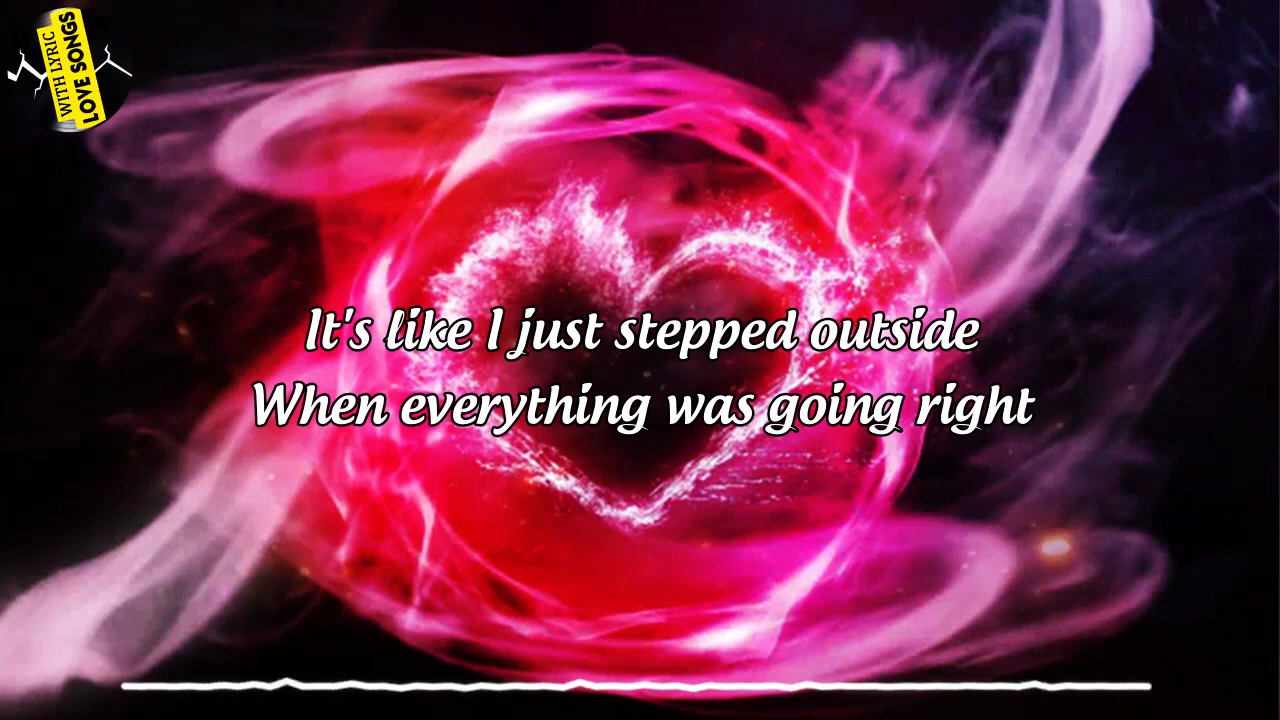 WITH LYRIC
LOVE SONGS
It's like I just stepped outside
When everything was going right